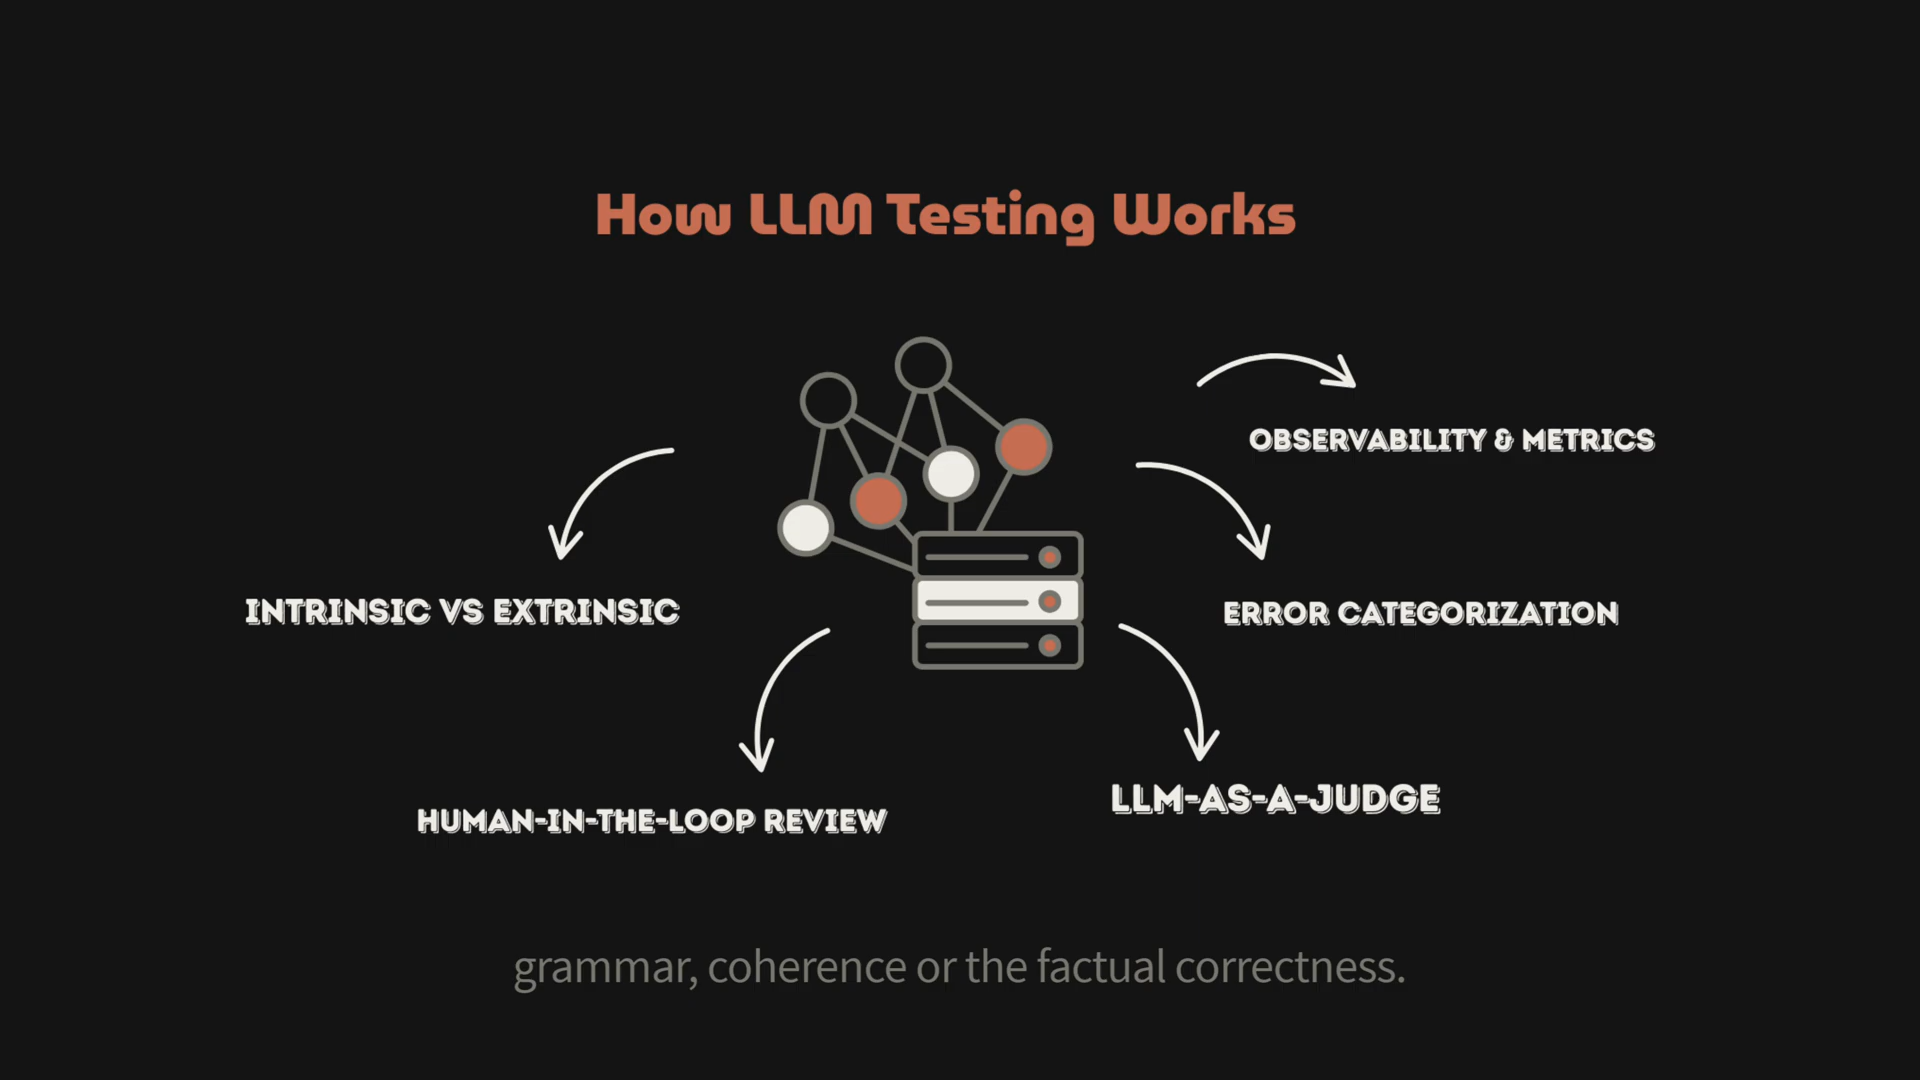 How LLM Testing Works
OBSERVABILITY & METRICS
INTRINSIC VS EXTRINSIC
ERROR CATEGORIZATION
HUMAN-IN-THE-LOOP REVIEW
LLM-AS-A-JUDGE
grammar, coherence or the factual correctness.